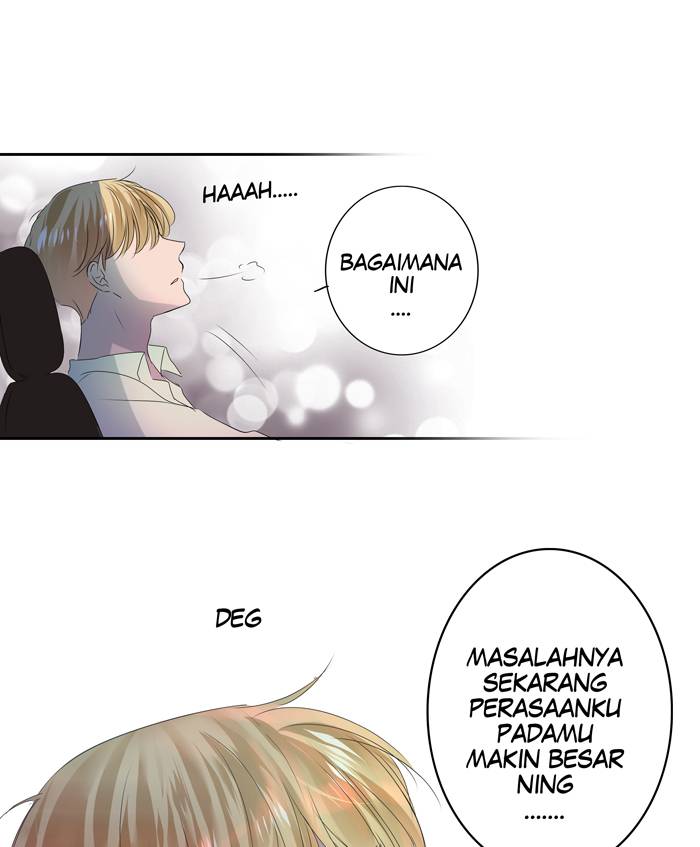 HAAAH.....
BAGAIMANA
INI
....
DEG
MASALAHNYA
SEKARANG
PERASAANKU
PADAMU
MAKIN BESAR
NING
.......